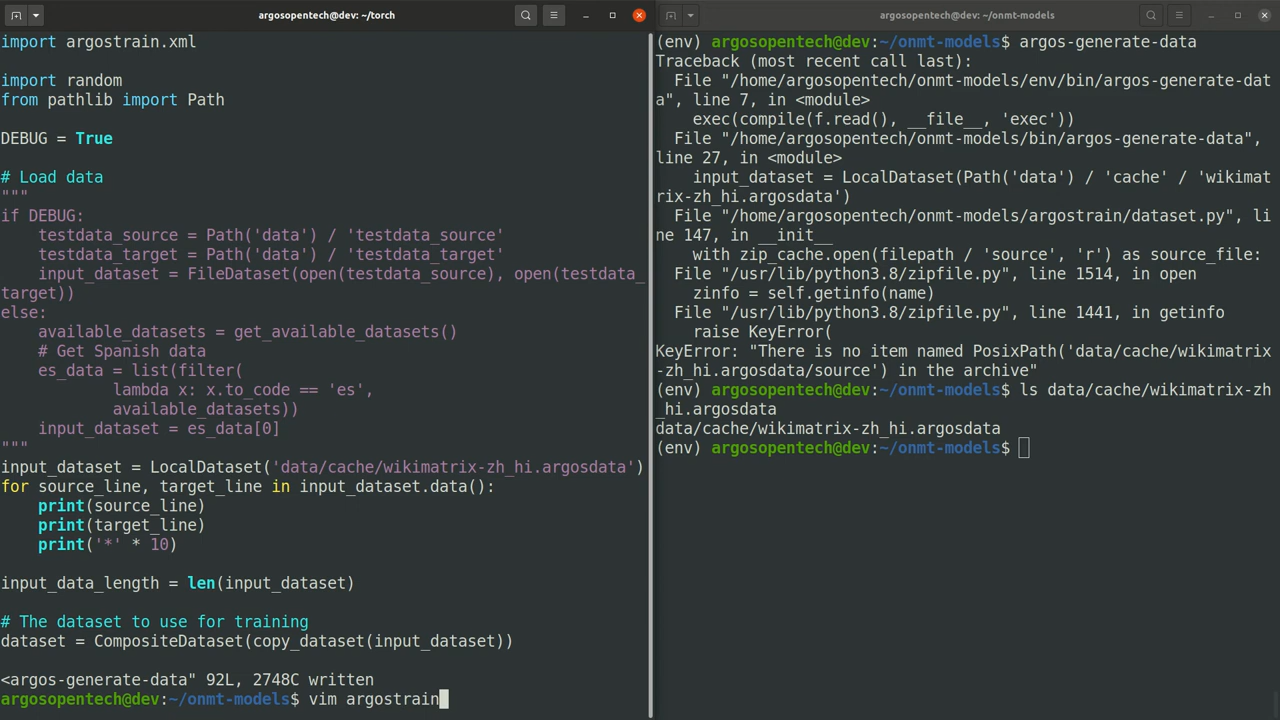 argosopentech@dev: ~/torch
import argostrain.xml
import random
from pathlib import Path
DEBUG = True
# Load data
"""
if DEBUG:
    testdata_source = Path('data') / 'testdata_source'
    testdata_target = Path('data') / 'testdata_target'
    input_dataset = FileDataset(open(testdata_source), open(testdata_
target))
else:
    available_datasets = get_available_datasets()
    # Get Spanish data
    es_data = list(filter(
            lambda x: x.to_code == 'es',
            available_datasets))
    input_dataset = es_data[0]
"""
input_dataset = LocalDataset('data/cache/wikimatrix-zh_hi.argosdata')
for source_line, target_line in input_dataset.data():
    print(source_line)
    print(target_line)
    print('*' * 10)
input_data_length = len(input_dataset)
# The dataset to use for training
dataset = CompositeDataset(copy_dataset(input_dataset))
<argos-generate-data" 92L, 2748C written
argosopentech@dev:~/onmt-models$ vim argostrain
argosopentech@dev: ~/onmt-models
(env) argosopentech@dev:~/onmt-models$ argos-generate-data
Traceback (most recent call last):
  File "/home/argosopentech/onmt-models/env/bin/argos-generate-dat
a", line 7, in <module>
    exec(compile(f.read(), __file__, 'exec'))
  File "/home/argosopentech/onmt-models/bin/argos-generate-data",
line 27, in <module>
    input_dataset = LocalDataset(Path('data') / 'cache' / 'wikimat
rix-zh_hi.argosdata')
  File "/home/argosopentech/onmt-models/argostrain/dataset.py", li
ne 147, in __init__
    with zip_cache.open(filepath / 'source', 'r') as source_file:
  File "/usr/lib/python3.8/zipfile.py", line 1514, in open
    zinfo = self.getinfo(name)
  File "/usr/lib/python3.8/zipfile.py", line 1441, in getinfo
    raise KeyError(
KeyError: "There is no item named PosixPath('data/cache/wikimatrix
-zh_hi.argosdata/source') in the archive"
(env) argosopentech@dev:~/onmt-models$ ls data/cache/wikimatrix-zh
_hi.argosdata
data/cache/wikimatrix-zh_hi.argosdata
(env) argosopentech@dev:~/onmt-models$